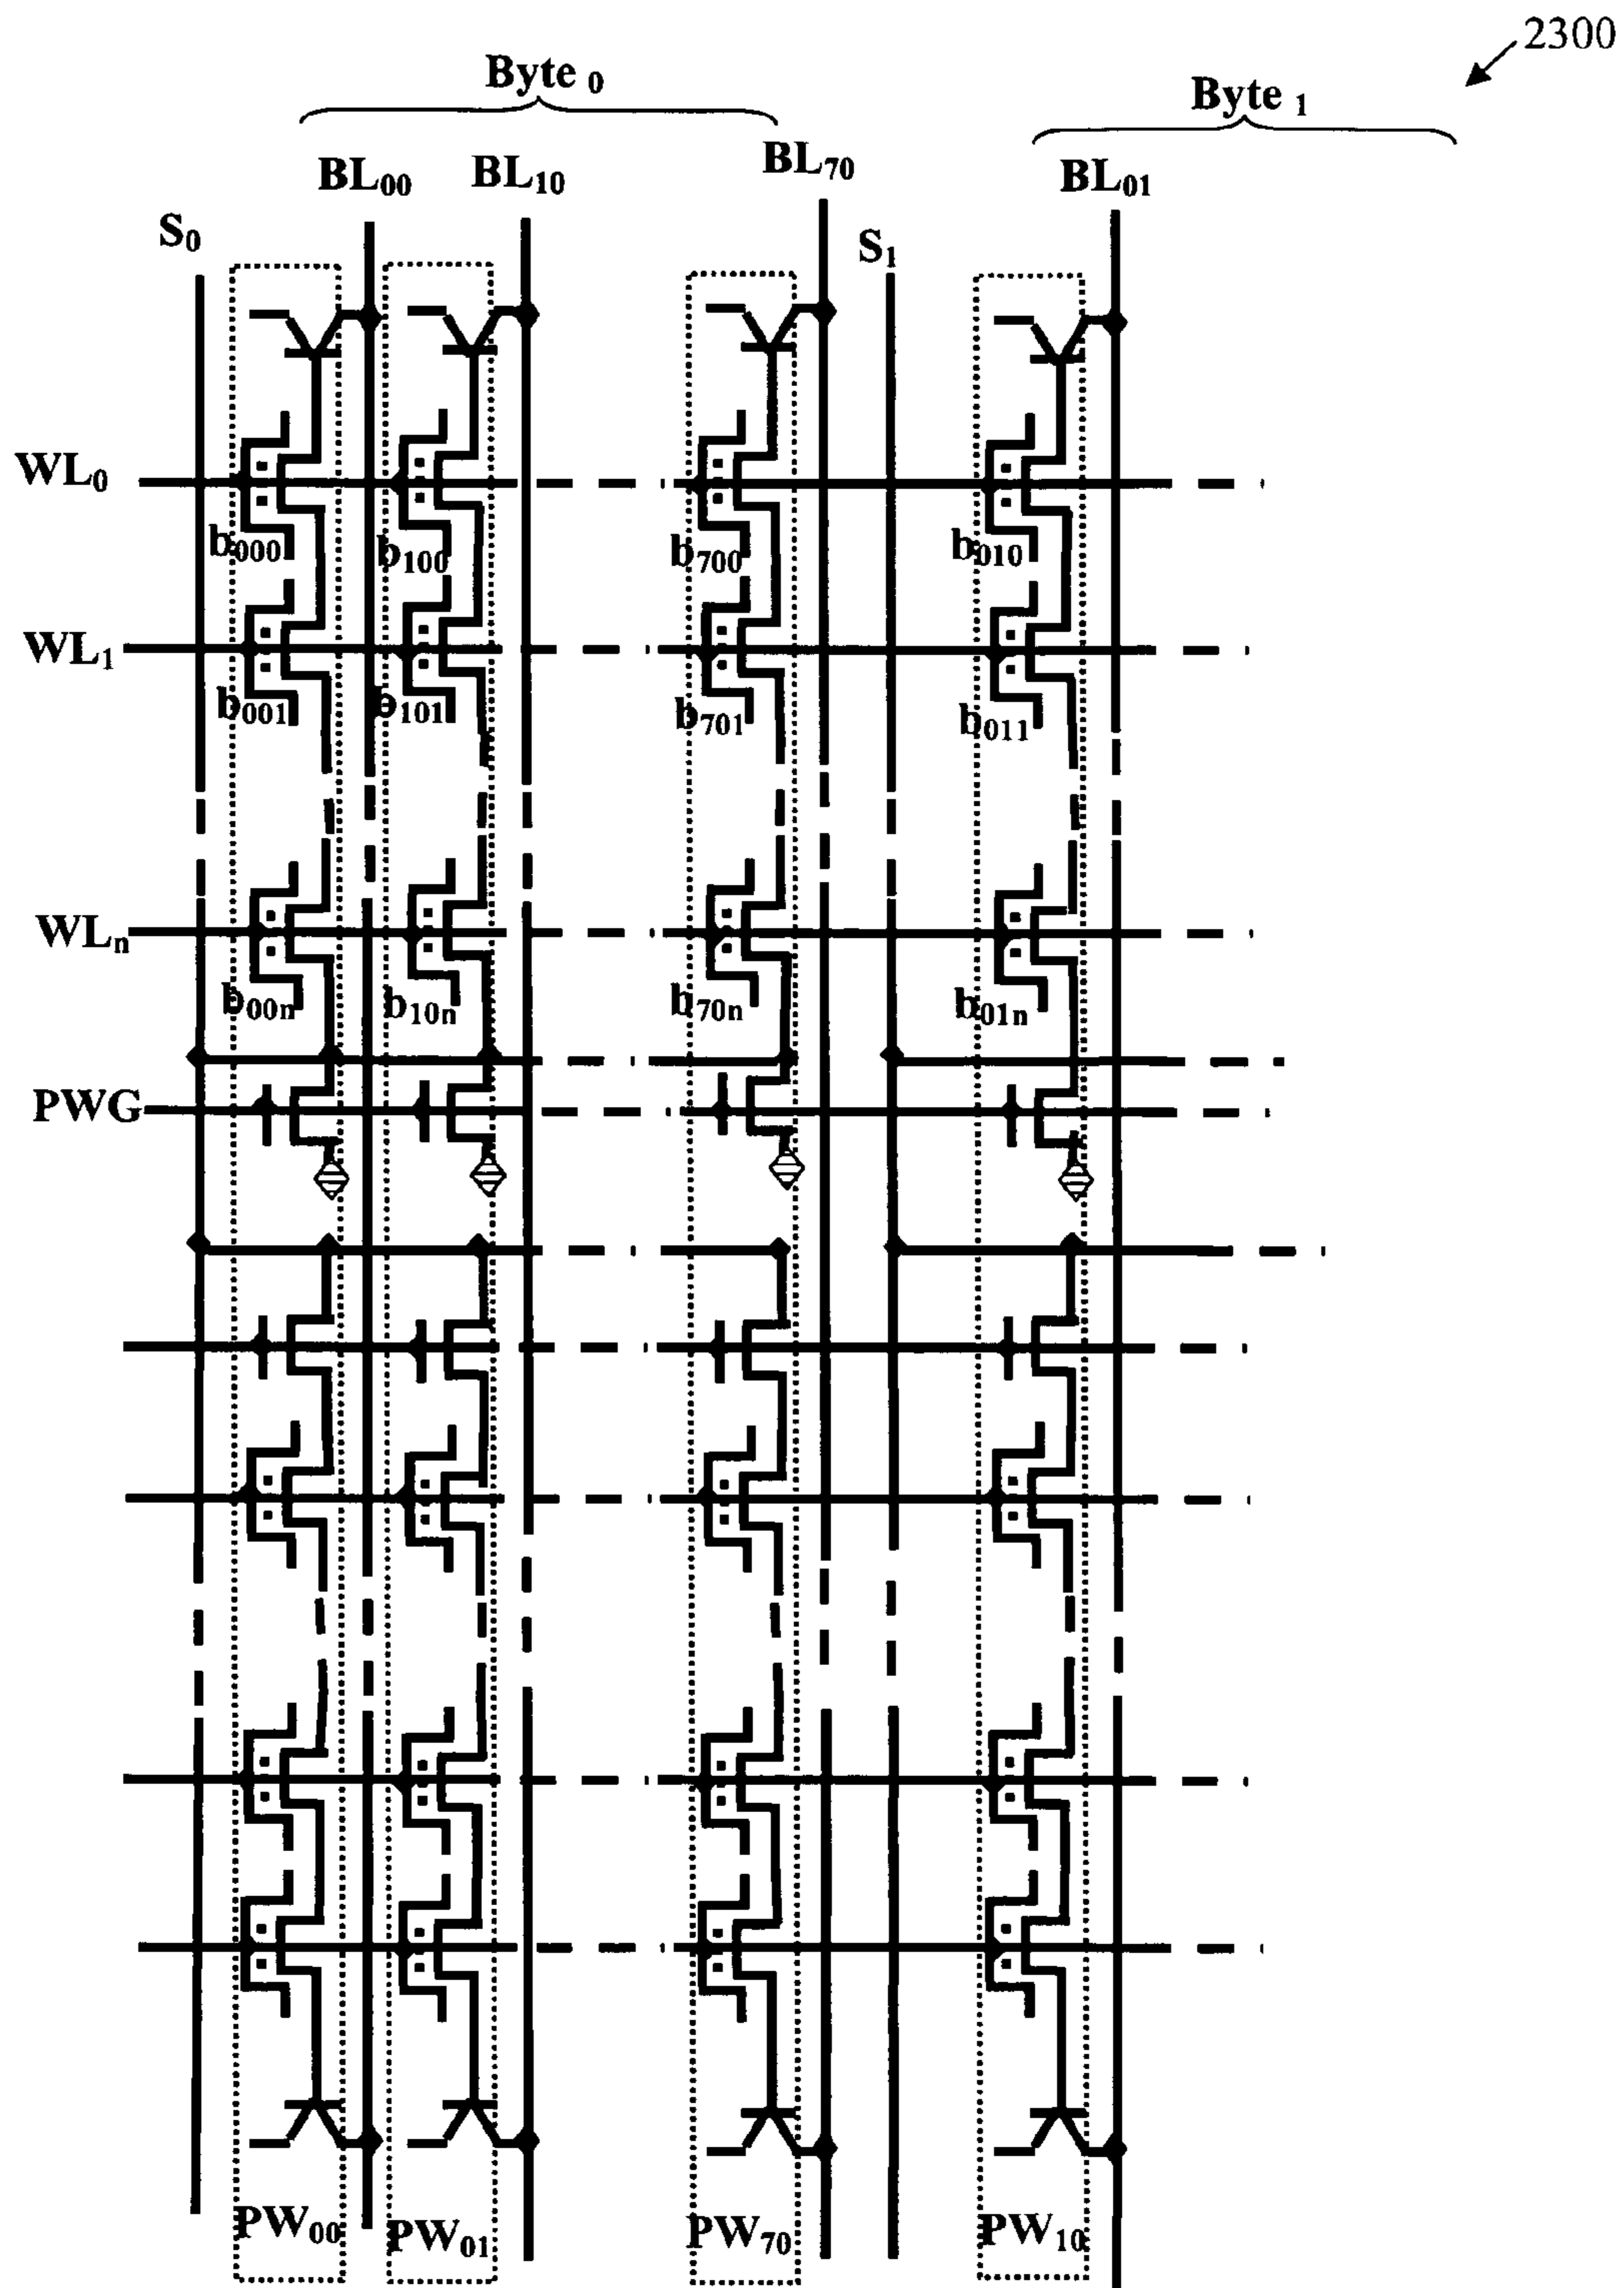 2300
Byte 0
Byte 1
BL00 BL10 BL70 BL01
S0 S1
WL0
b000 b100 b700 b010
WL1
b001 b101 b701 b011
WLn
b00n b10n b70n b01n
PWG
PW00 PW01 PW70 PW10